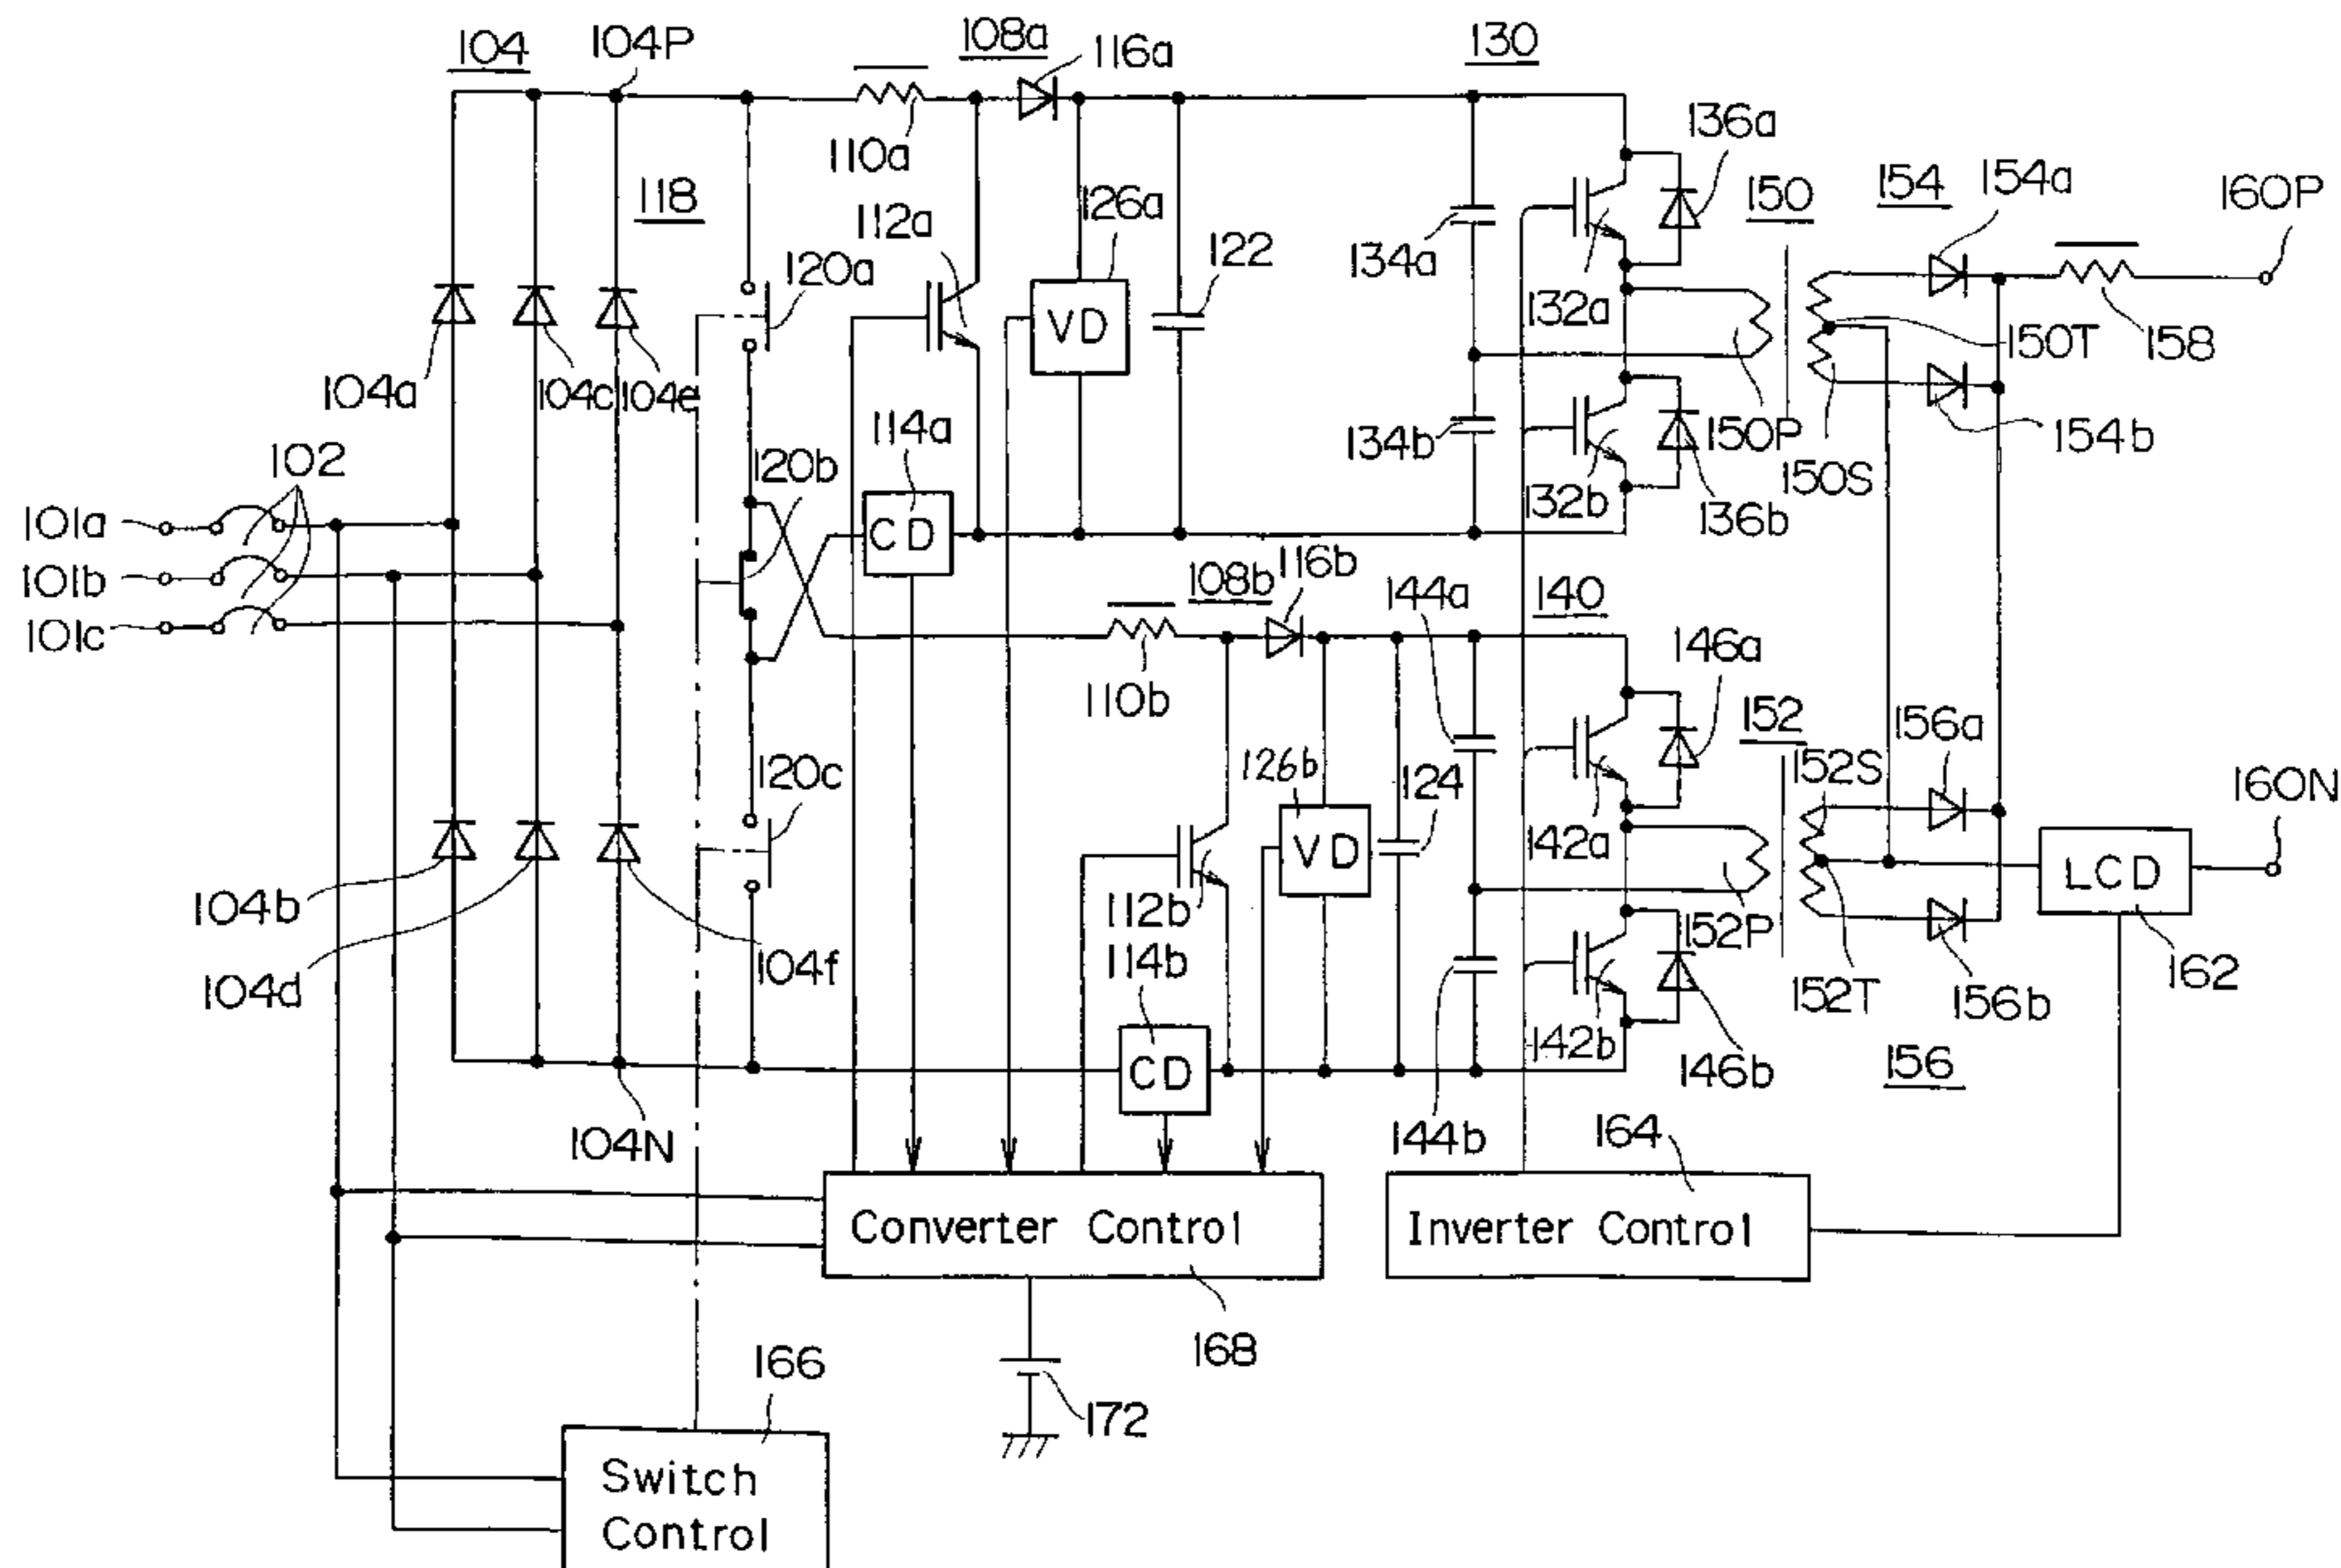 104
104P
108a
116a
130
110a
136a
118
112a
126a
150
154
154a
160P
120a
VD
122
134a
132a
150T
158
104a
104c
104e
114a
134b
150P
154b
102
120b
150S
132b
136b
101a
CD
101b
108b
116b
144a
140
101c
146a
110b
152
156a
120c
126b
124
152S
160N
142a
VD
LCD
104b
112b
152P
104d
104f
114b
152T
156b
162
142b
146b
156
CD
104N
144b
164
Converter Control
Inverter Control
168
166
172
Switch
Control